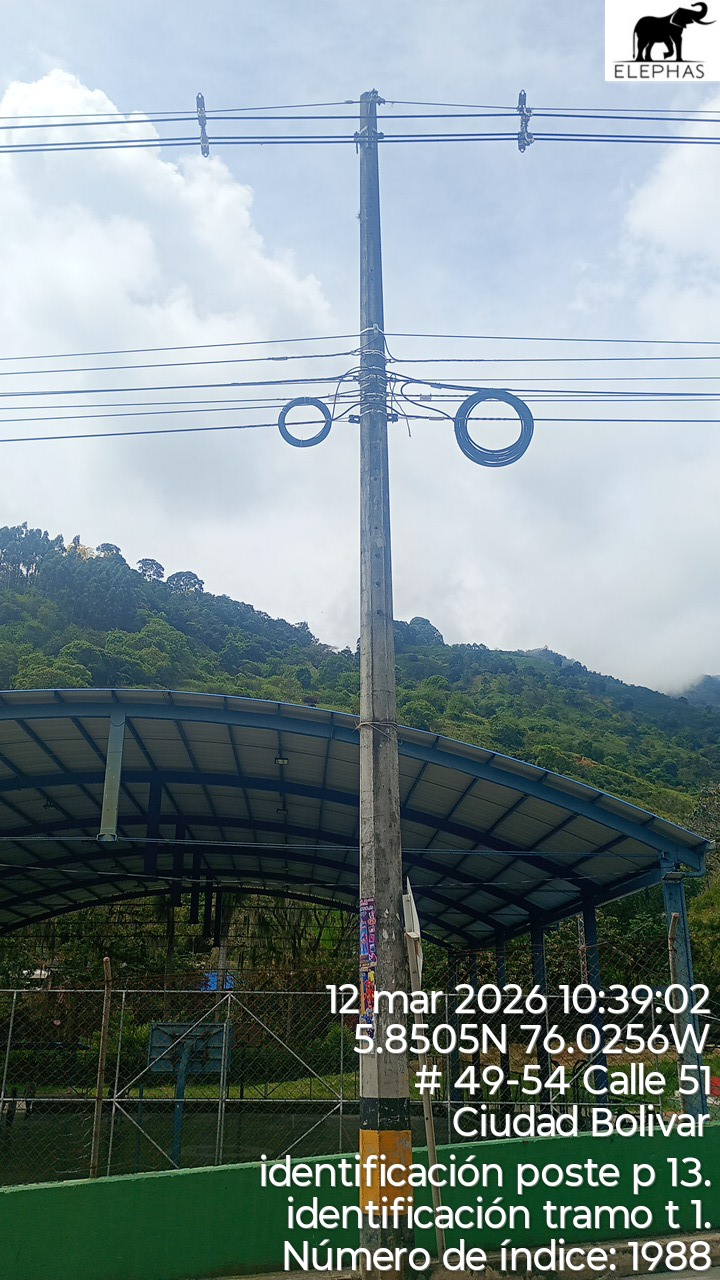 ELEPHAS
12 mar 2026 10:39:02
5.8505N 76.0256W
# 49-54 Calle 51
Ciudad Bolivar
identificación poste p 13.
identificación tramo t 1.
Número de índice: 1988